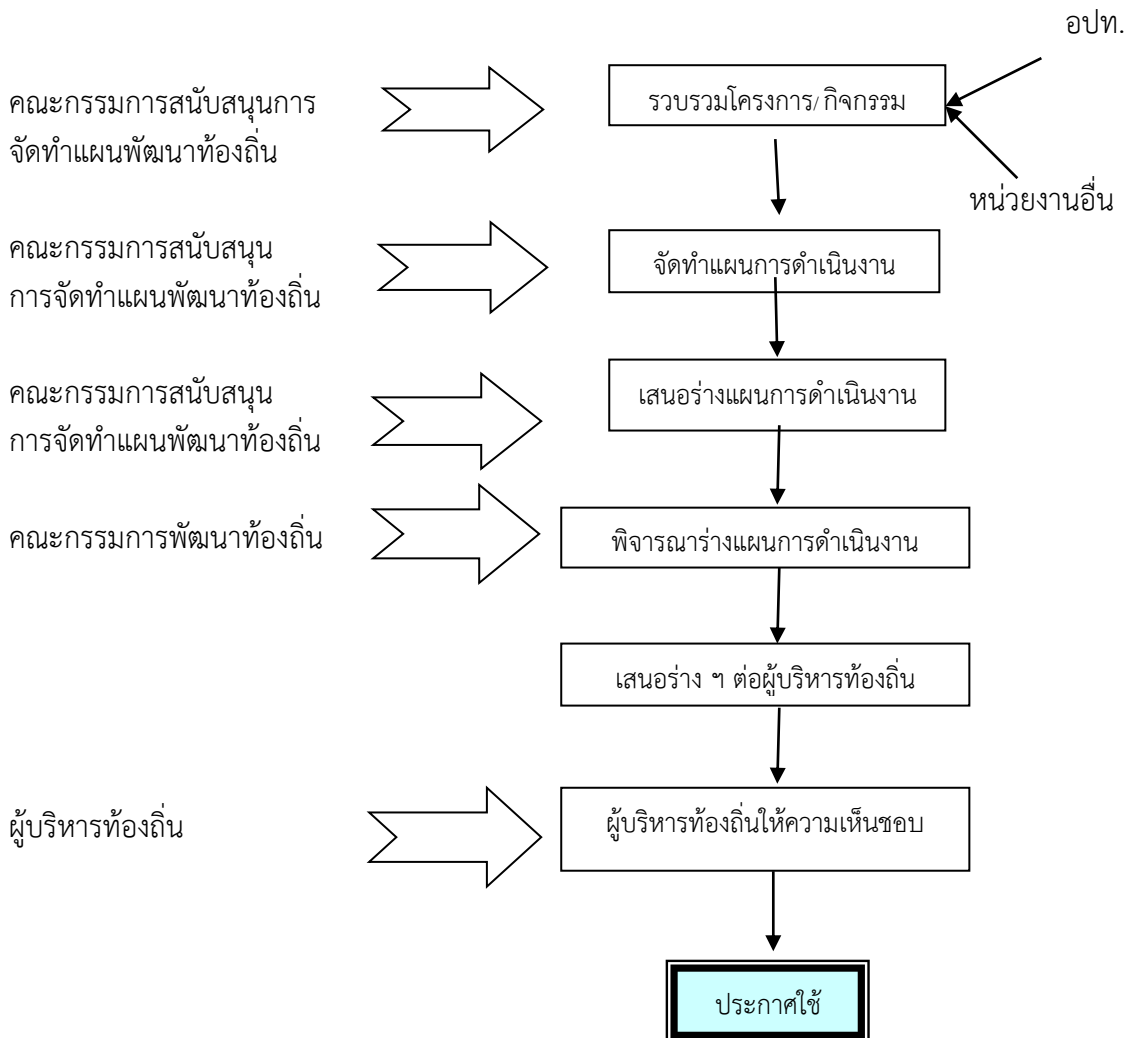 อปท.
คณะกรรมการสนับสนุนการ
จัดทำแผนพัฒนาท้องถิ่น
รวบรวมโครงการ/ กิจกรรม
หน่วยงานอื่น
คณะกรรมการสนับสนุน
การจัดทำแผนพัฒนาท้องถิ่น
จัดทำแผนการดำเนินงาน
คณะกรรมการสนับสนุน
การจัดทำแผนพัฒนาท้องถิ่น
เสนอร่างแผนการดำเนินงาน
คณะกรรมการพัฒนาท้องถิ่น
พิจารณาร่างแผนการดำเนินงาน
เสนอร่าง ฯ ต่อผู้บริหารท้องถิ่น
ผู้บริหารท้องถิ่น
ผู้บริหารท้องถิ่นให้ความเห็นชอบ
ประกาศใช้